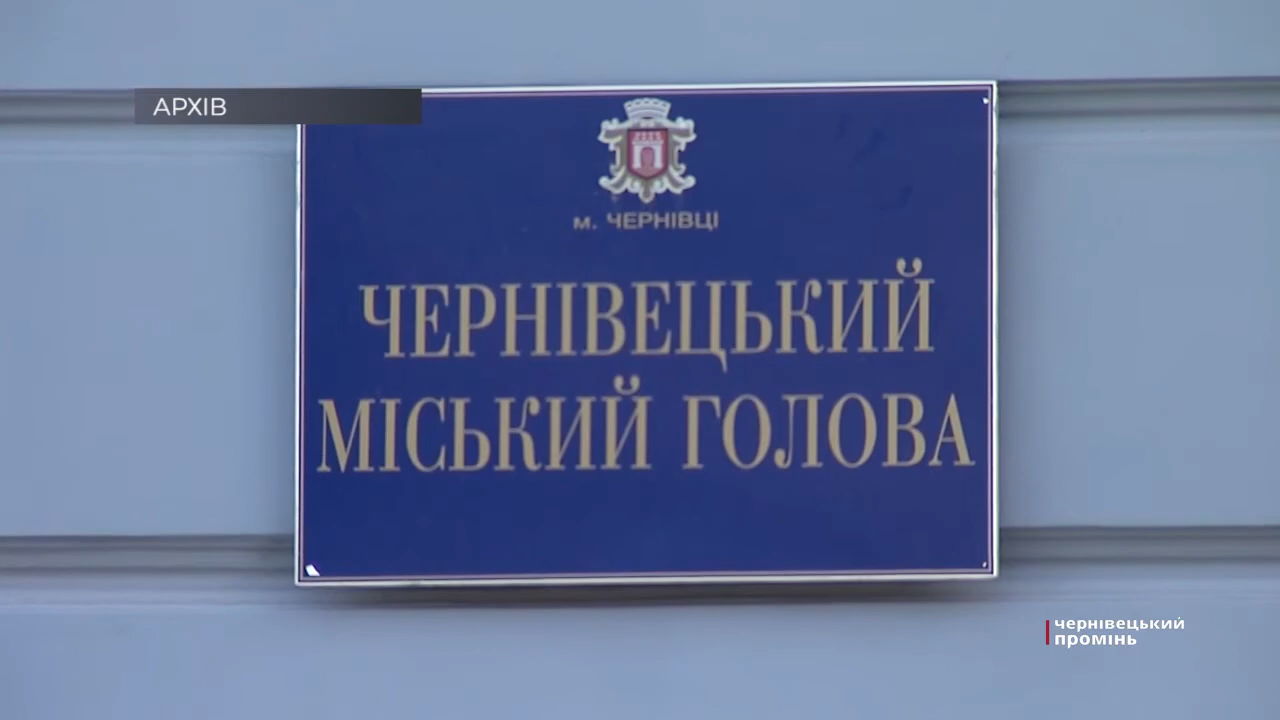 АРХІВ
м. ЧЕРНІВЦІ
ЧЕРНІВЕЦЬКИЙ
МІСЬКИЙ ГОЛОВА
чернівецький
промінь